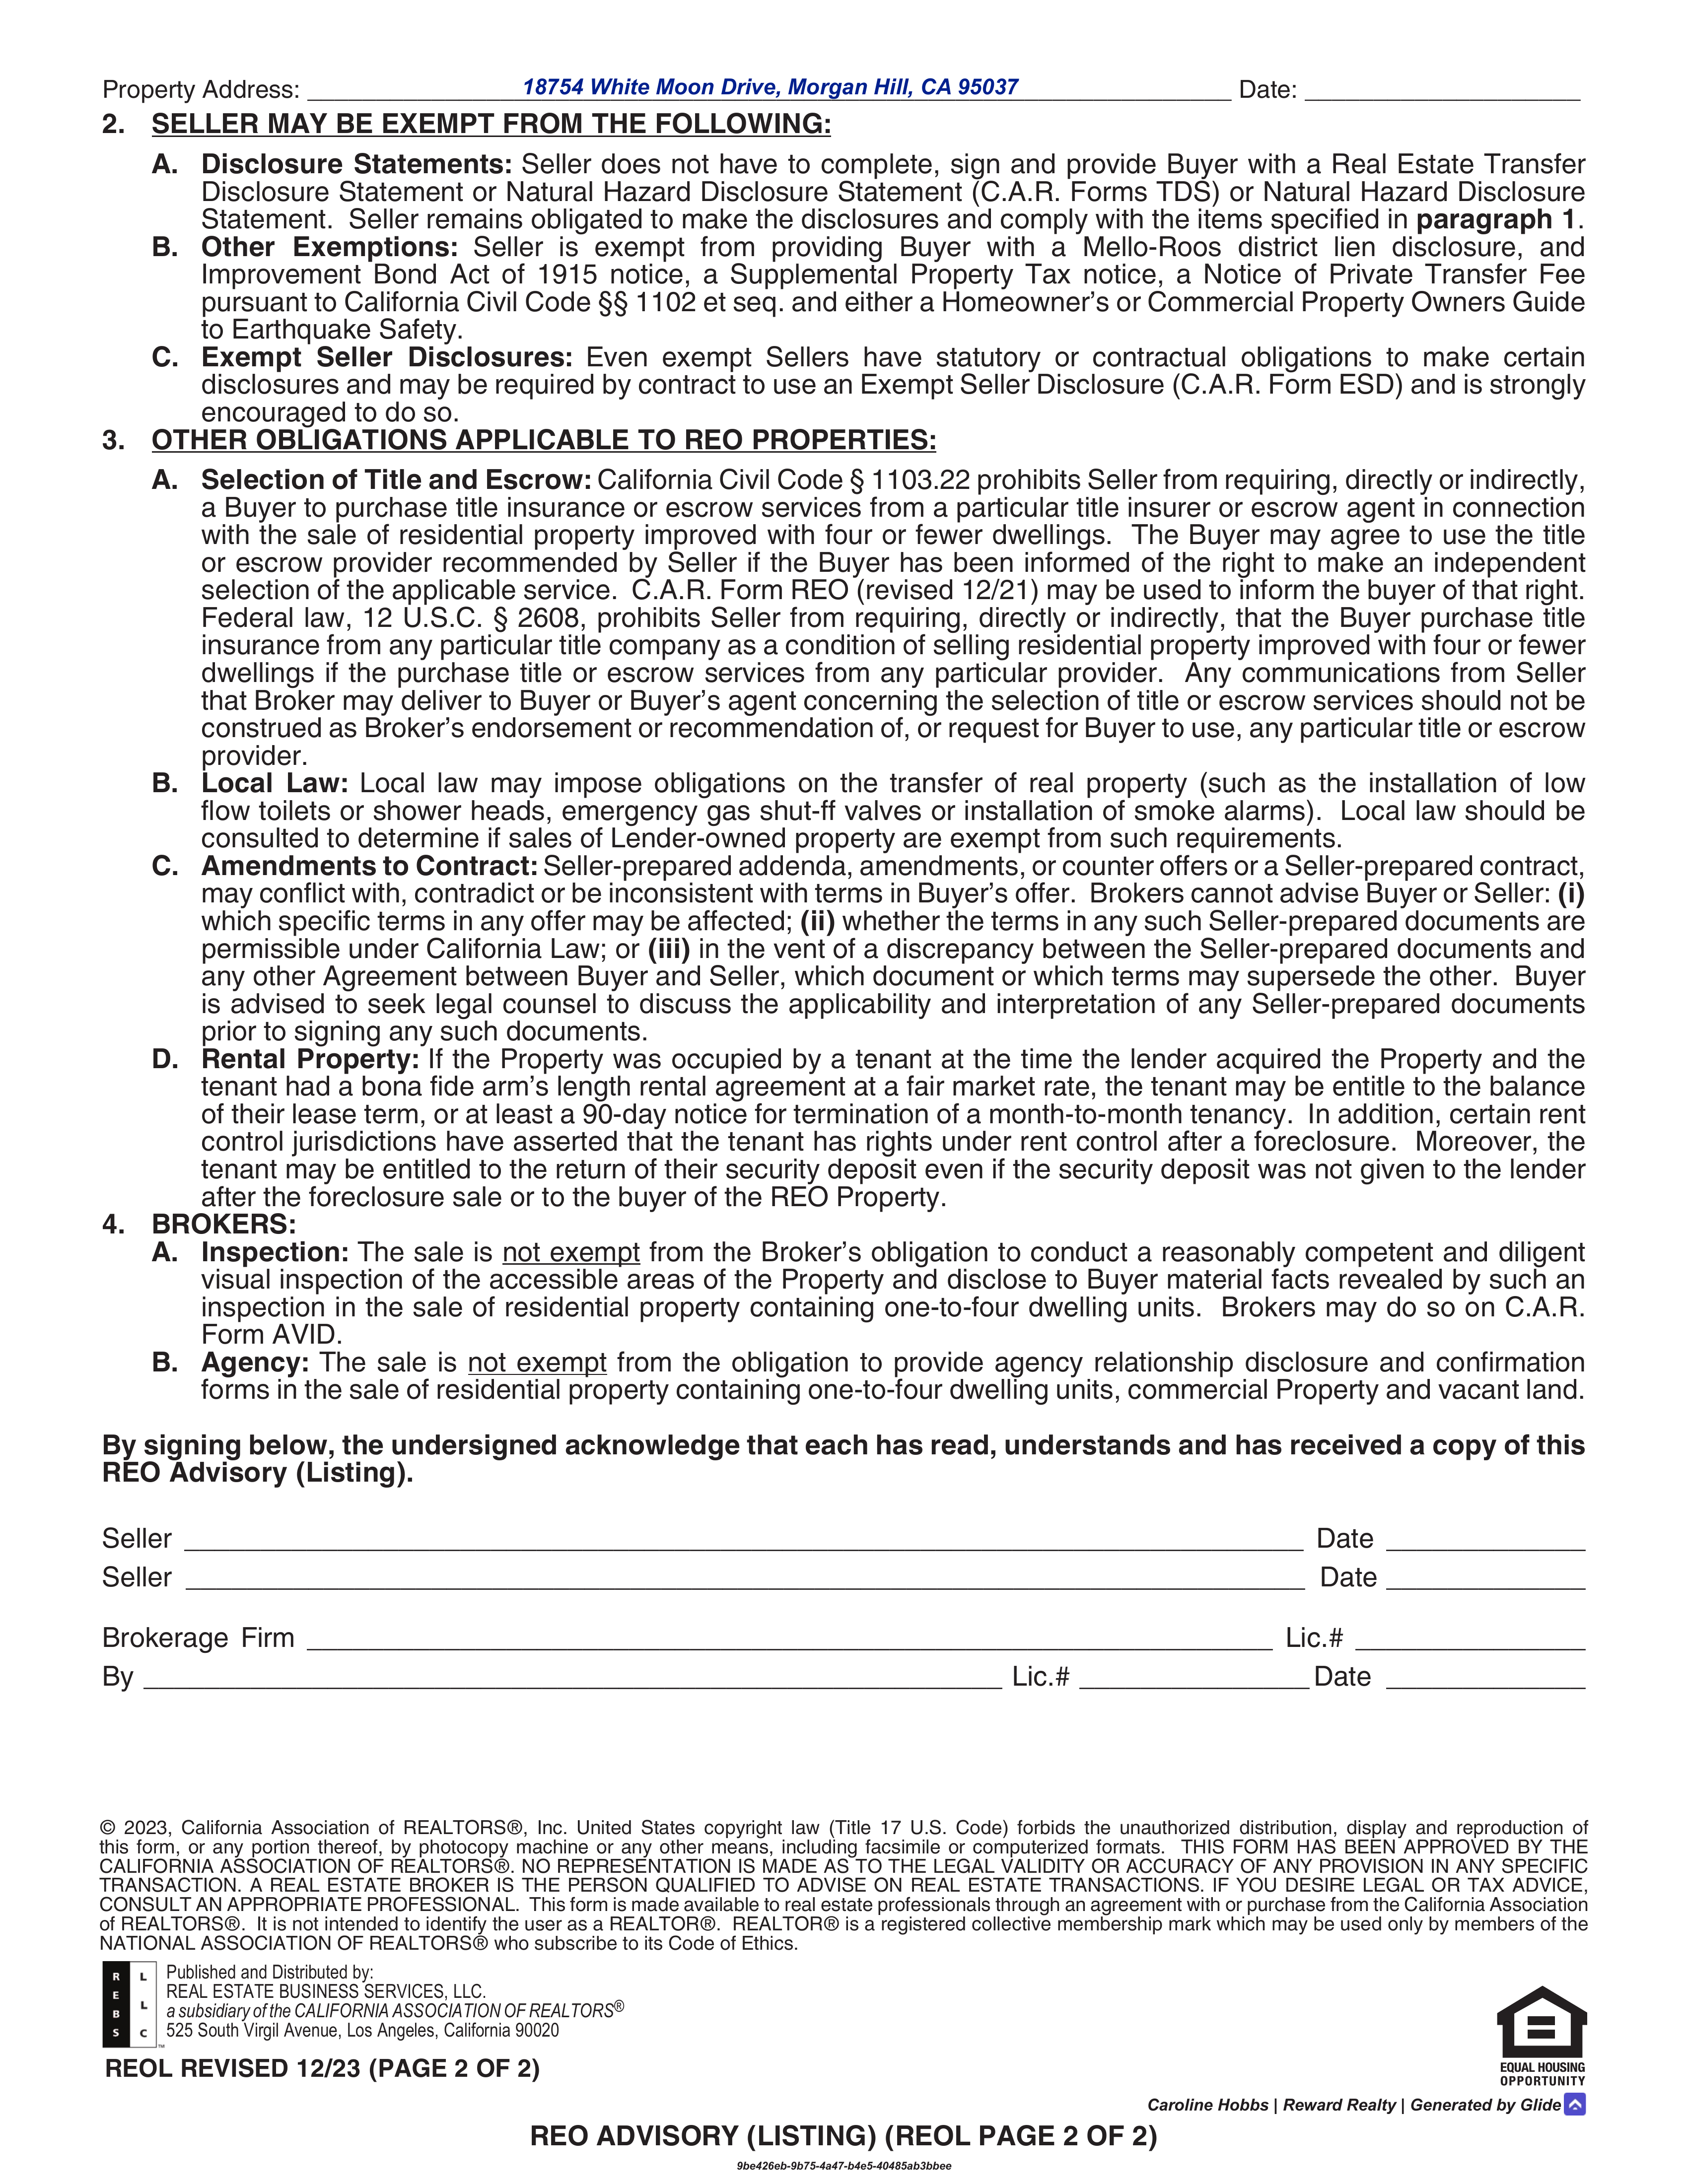 Property Address: 18754 White Moon Drive, Morgan Hill, CA 95037 Date:
2. SELLER MAY BE EXEMPT FROM THE FOLLOWING:
A. Disclosure Statements: Seller does not have to complete, sign and provide Buyer with a Real Estate Transfer
Disclosure Statement or Natural Hazard Disclosure Statement (C.A.R. Forms TDS) or Natural Hazard Disclosure
Statement. Seller remains obligated to make the disclosures and comply with the items specified in paragraph 1.
B. Other Exemptions: Seller is exempt from providing Buyer with a Mello-Roos district lien disclosure, and
Improvement Bond Act of 1915 notice, a Supplemental Property Tax notice, a Notice of Private Transfer Fee
pursuant to California Civil Code §§ 1102 et seq. and either a Homeowner's or Commercial Property Owners Guide
to Earthquake Safety.
C. Exempt Seller Disclosures: Even exempt Sellers have statutory or contractual obligations to make certain
disclosures and may be required by contract to use an Exempt Seller Disclosure (C.A.R. Form ESD) and is strongly
encouraged to do so.
3. OTHER OBLIGATIONS APPLICABLE TO REO PROPERTIES:
A. Selection of Title and Escrow: California Civil Code § 1103.22 prohibits Seller from requiring, directly or indirectly,
a Buyer to purchase title insurance or escrow services from a particular title insurer or escrow agent in connection
with the sale of residential property improved with four or fewer dwellings. The Buyer may agree to use the title
or escrow provider recommended by Seller if the Buyer has been informed of the right to make an independent
selection of the applicable service. C.A.R. Form REO (revised 12/21) may be used to inform the buyer of that right.
Federal law, 12 U.S.C. § 2608, prohibits Seller from requiring, directly or indirectly, that the Buyer purchase title
insurance from any particular title company as a condition of selling residential property improved with four or fewer
dwellings if the purchase title or escrow services from any particular provider. Any communications from Seller
that Broker may deliver to Buyer or Buyer's agent concerning the selection of title or escrow services should not be
construed as Broker's endorsement or recommendation of, or request for Buyer to use, any particular title or escrow
provider.
B. Local Law: Local law may impose obligations on the transfer of real property (such as the installation of low
flow toilets or shower heads, emergency gas shut-ff valves or installation of smoke alarms). Local law should be
consulted to determine if sales of Lender-owned property are exempt from such requirements.
C. Amendments to Contract: Seller-prepared addenda, amendments, or counter offers or a Seller-prepared contract,
may conflict with, contradict or be inconsistent with terms in Buyer's offer. Brokers cannot advise Buyer or Seller: (i)
which specific terms in any offer may be affected; (ii) whether the terms in any such Seller-prepared documents are
permissible under California Law; or (iii) in the vent of a discrepancy between the Seller-prepared documents and
any other Agreement between Buyer and Seller, which document or which terms may supersede the other. Buyer
is advised to seek legal counsel to discuss the applicability and interpretation of any Seller-prepared documents
prior to signing any such documents.
D. Rental Property: If the Property was occupied by a tenant at the time the lender acquired the Property and the
tenant had a bona fide arm's length rental agreement at a fair market rate, the tenant may be entitle to the balance
of their lease term, or at least a 90-day notice for termination of a month-to-month tenancy. In addition, certain rent
control jurisdictions have asserted that the tenant has rights under rent control after a foreclosure. Moreover, the
tenant may be entitled to the return of their security deposit even if the security deposit was not given to the lender
after the foreclosure sale or to the buyer of the REO Property.
4. BROKERS:
A. Inspection: The sale is not exempt from the Broker's obligation to conduct a reasonably competent and diligent
visual inspection of the accessible areas of the Property and disclose to Buyer material facts revealed by such an
inspection in the sale of residential property containing one-to-four dwelling units. Brokers may do so on C.A.R.
Form AVID.
B. Agency: The sale is not exempt from the obligation to provide agency relationship disclosure and confirmation
forms in the sale of residential property containing one-to-four dwelling units, commercial Property and vacant land.
By signing below, the undersigned acknowledge that each has read, understands and has received a copy of this
REO Advisory (Listing).
Seller Date
Seller Date
Brokerage Firm Lic.#
By Lic.# Date
© 2023, California Association of REALTORS®, Inc. United States copyright law (Title 17 U.S. Code) forbids the unauthorized distribution, display and reproduction of
this form, or any portion thereof, by photocopy machine or any other means, including facsimile or computerized formats. THIS FORM HAS BEEN APPROVED BY THE
CALIFORNIA ASSOCIATION OF REALTORS®. NO REPRESENTATION IS MADE AS TO THE LEGAL VALIDITY OR ACCURACY OF ANY PROVISION IN ANY SPECIFIC
TRANSACTION. A REAL ESTATE BROKER IS THE PERSON QUALIFIED TO ADVISE ON REAL ESTATE TRANSACTIONS. IF YOU DESIRE LEGAL OR TAX ADVICE,
CONSULT AN APPROPRIATE PROFESSIONAL. This form is made available to real estate professionals through an agreement with or purchase from the California Association
of REALTORS®. It is not intended to identify the user as a REALTOR®. REALTOR® is a registered collective membership mark which may be used only by members of the
NATIONAL ASSOCIATION OF REALTORS® who subscribe to its Code of Ethics.
REBS LLC™
Published and Distributed by:
REAL ESTATE BUSINESS SERVICES, LLC.
a subsidiary of the CALIFORNIA ASSOCIATION OF REALTORS®
525 South Virgil Avenue, Los Angeles, California 90020
REOL REVISED 12/23 (PAGE 2 OF 2)
EQUAL HOUSING
OPPORTUNITY
Caroline Hobbs | Reward Realty | Generated by Glide
REO ADVISORY (LISTING) (REOL PAGE 2 OF 2)
9be426eb-9b75-4a47-b4e5-40485ab3bbee